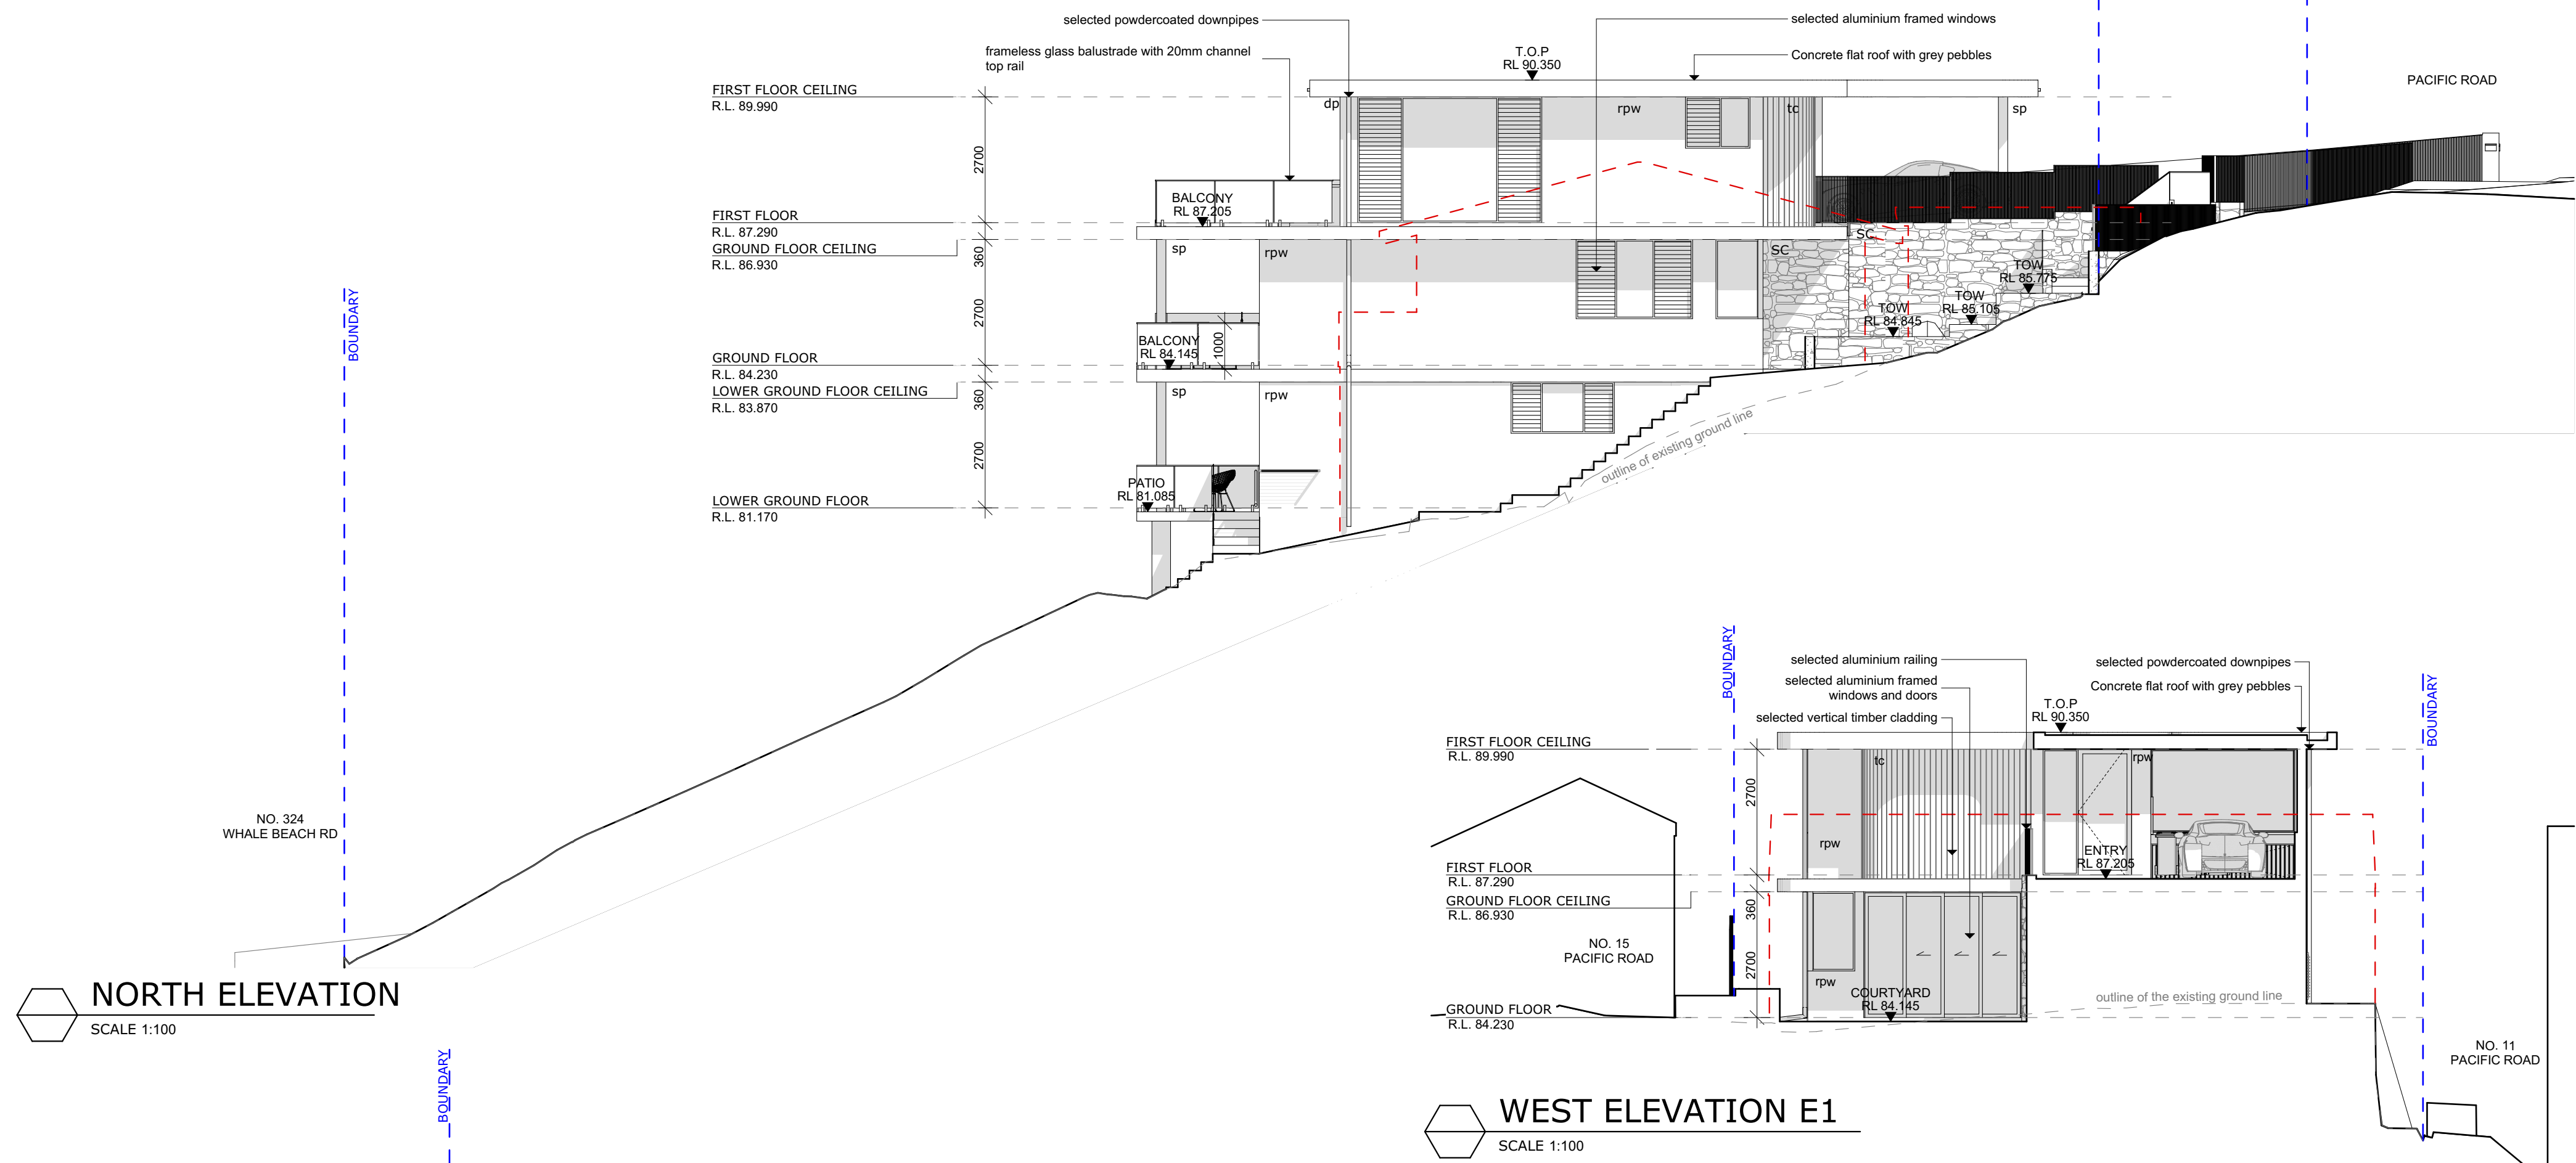 selected powdercoated downpipes
selected aluminium framed windows
frameless glass balustrade with 20mm channel
top rail
T.O.P
RL 90.350
Concrete flat roof with grey pebbles
PACIFIC ROAD
FIRST FLOOR CEILING
R.L. 89.990
dp
rpw
tc
sp
2700
BALCONY
RL 87.205
FIRST FLOOR
R.L. 87.290
GROUND FLOOR CEILING
R.L. 86.930
360
sp
rpw
SC
SC
TOW
RL 85.775
TOW
RL 85.105
TOW
RL 84.845
2700
BOUNDARY
BALCONY
RL 84.145
1000
GROUND FLOOR
R.L. 84.230
LOWER GROUND FLOOR CEILING
R.L. 83.870
360
sp
rpw
outline of existing ground line
2700
PATIO
RL 81.085
LOWER GROUND FLOOR
R.L. 81.170
NO. 324
WHALE BEACH RD
NORTH ELEVATION
SCALE 1:100
BOUNDARY
BOUNDARY
selected aluminium railing
selected aluminium framed
windows and doors
selected vertical timber cladding
selected powdercoated downpipes
Concrete flat roof with grey pebbles
T.O.P
RL 90.350
BOUNDARY
FIRST FLOOR CEILING
R.L. 89.990
tc
rpw
2700
rpw
ENTRY
RL 87.205
FIRST FLOOR
R.L. 87.290
GROUND FLOOR CEILING
R.L. 86.930
360
NO. 15
PACIFIC ROAD
2700
rpw
COURTYARD
RL 84.145
outline of the existing ground line
GROUND FLOOR
R.L. 84.230
NO. 11
PACIFIC ROAD
WEST ELEVATION E1
SCALE 1:100